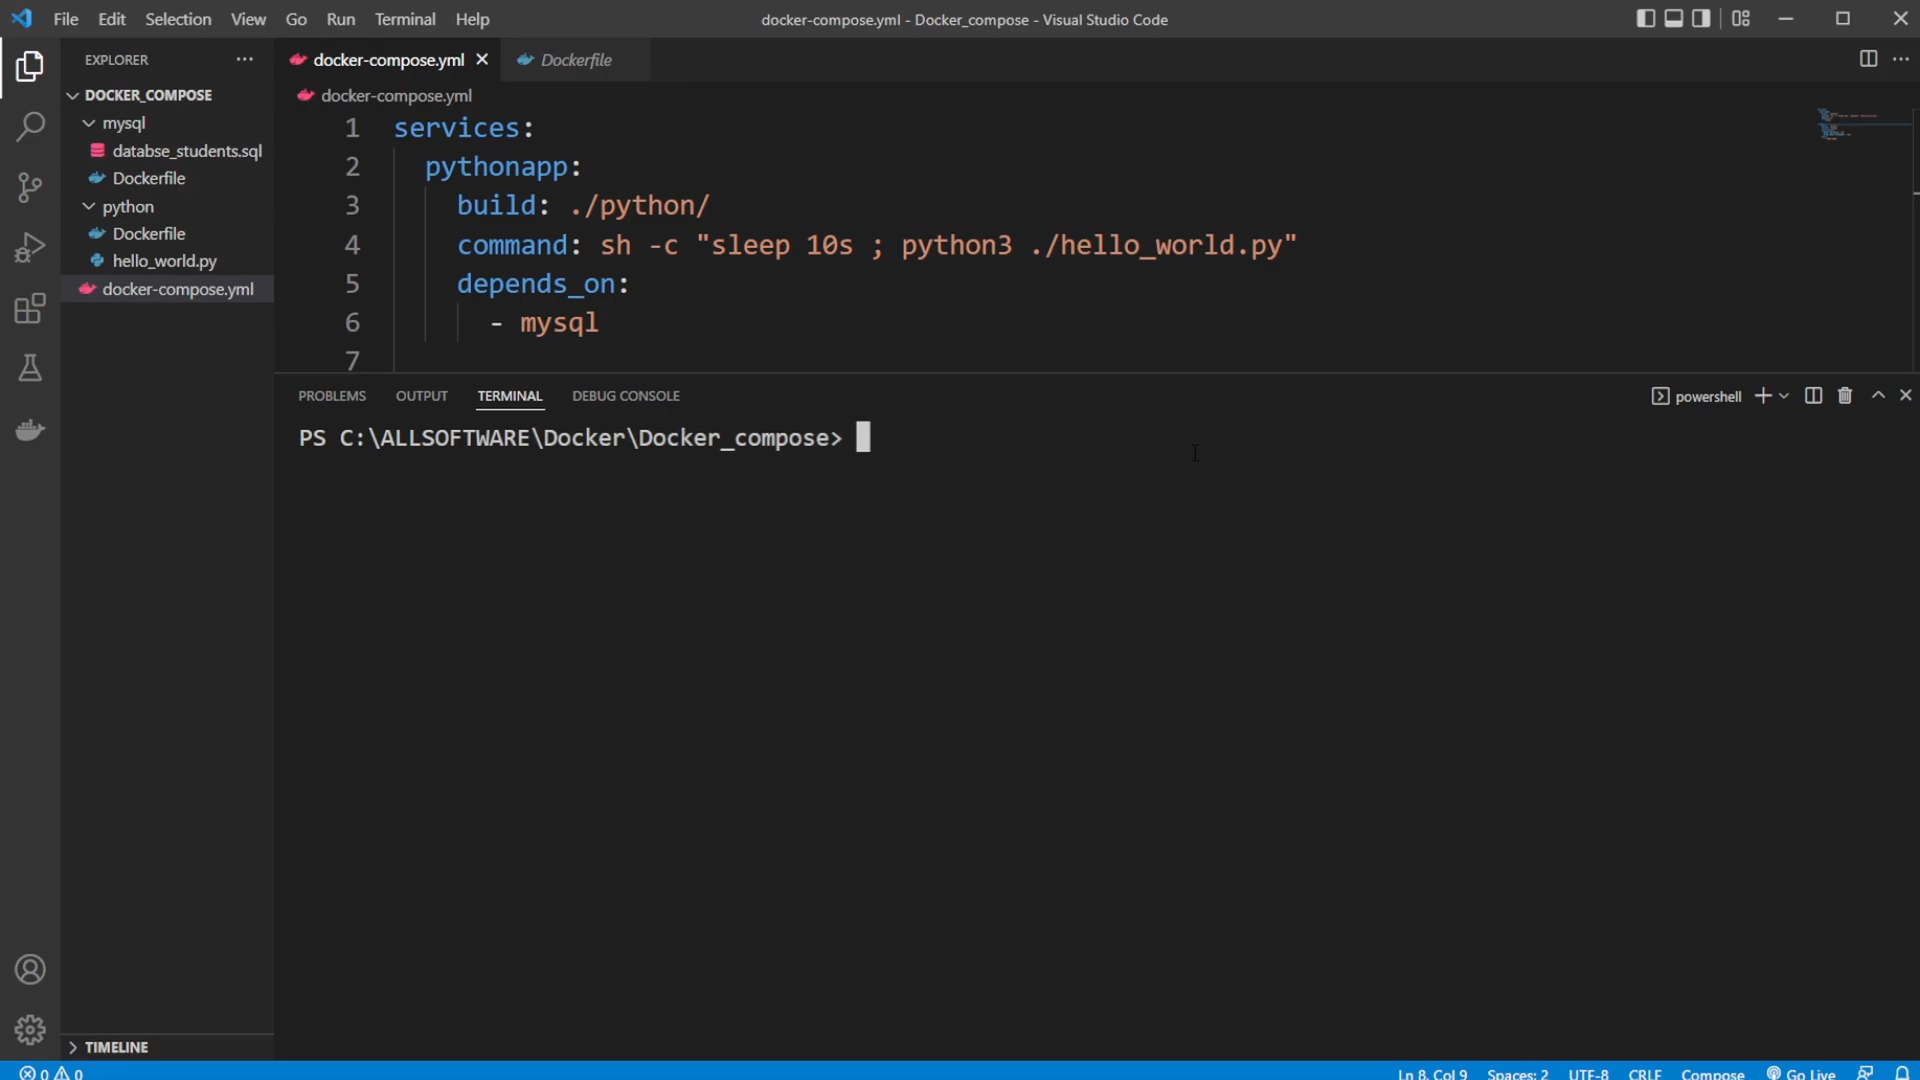 File Edit Selection View Go Run Terminal Help
docker-compose.yml - Docker_compose - Visual Studio Code
EXPLORER
DOCKER_COMPOSE
mysql
databse_students.sql
Dockerfile
python
Dockerfile
hello_world.py
docker-compose.yml
TIMELINE
docker-compose.yml Dockerfile
docker-compose.yml
1 services:
2 pythonapp:
3 build: ./python/
4 command: sh -c "sleep 10s ; python3 ./hello_world.py"
5 depends_on:
6 - mysql
7
PROBLEMS OUTPUT TERMINAL DEBUG CONSOLE
powershell
PS C:\ALLSOFTWARE\Docker\Docker_compose>
0 0
Ln 8, Col 9 Spaces: 2 UTF-8 CRLF Compose Go Live